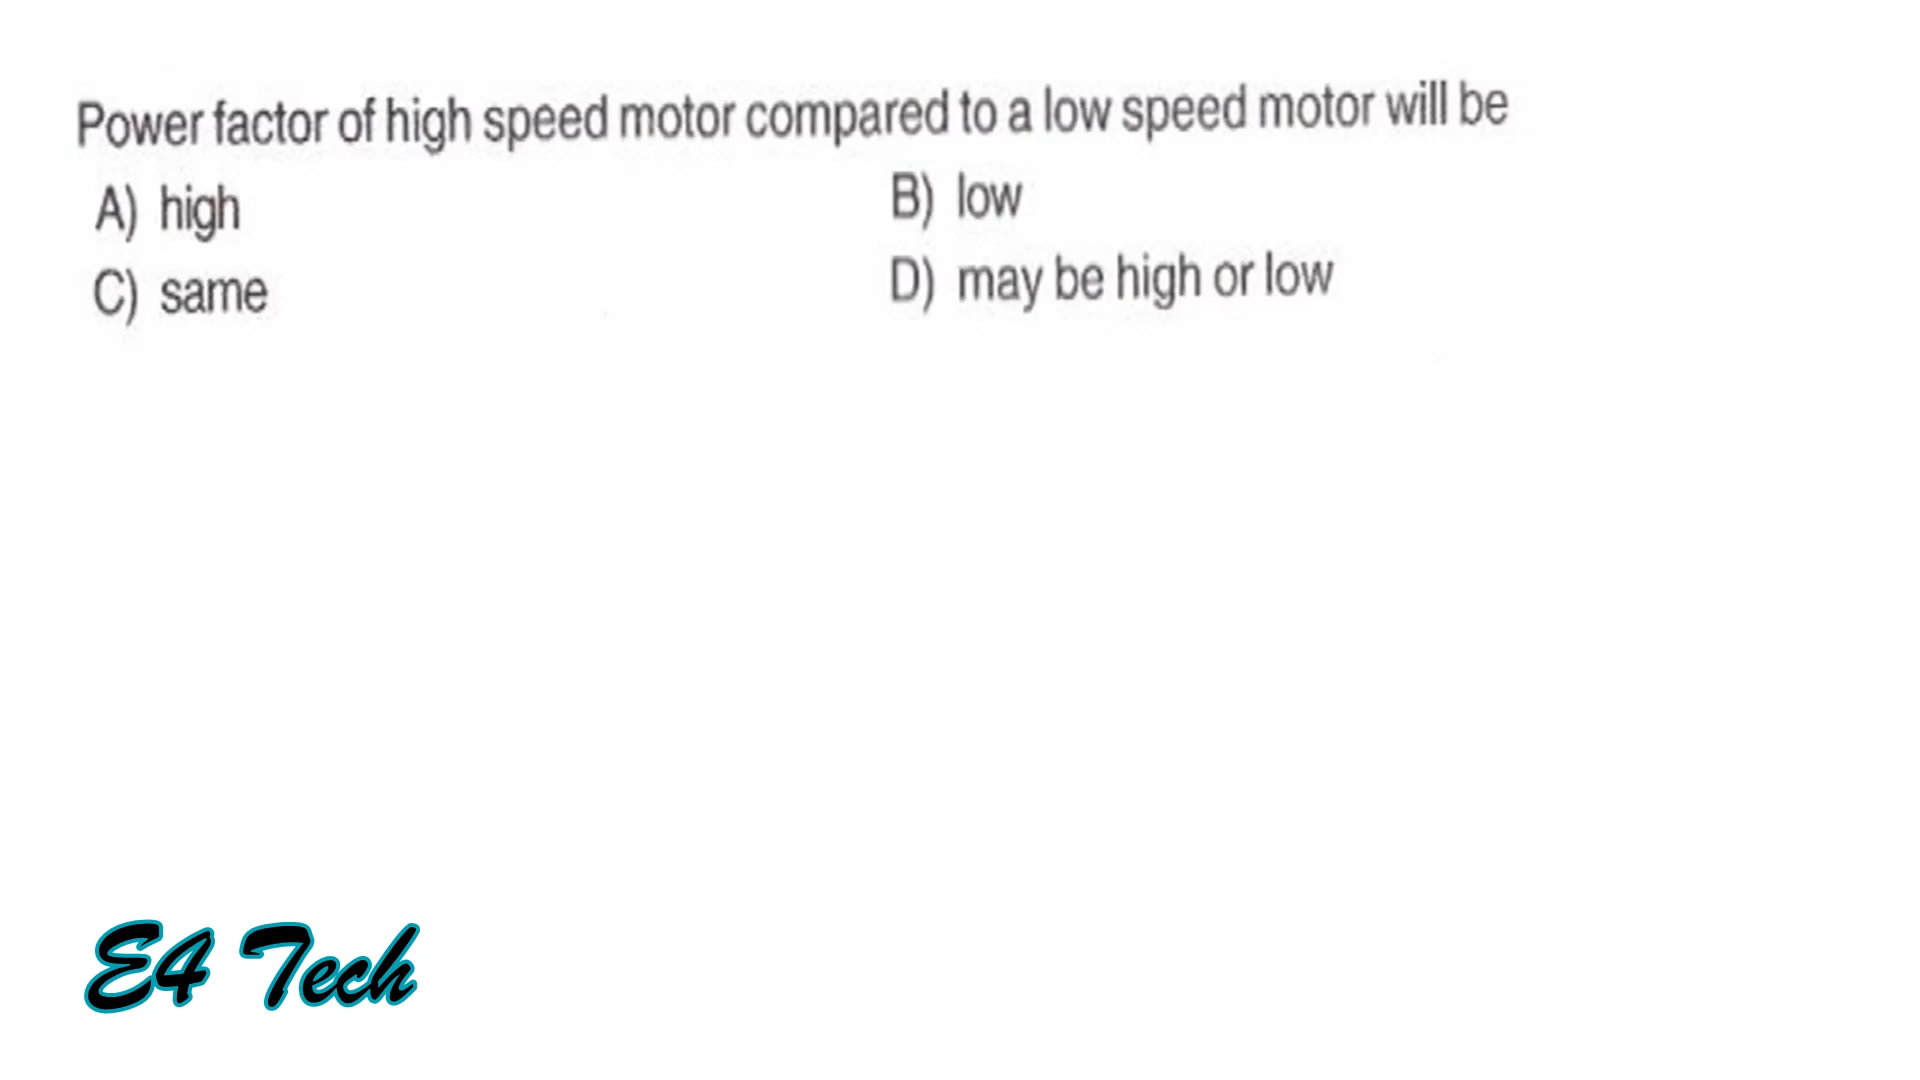 Power factor of high speed motor compared to a low speed motor will be
A) high
B) low
C) same
D) may be high or low
E4 Tech